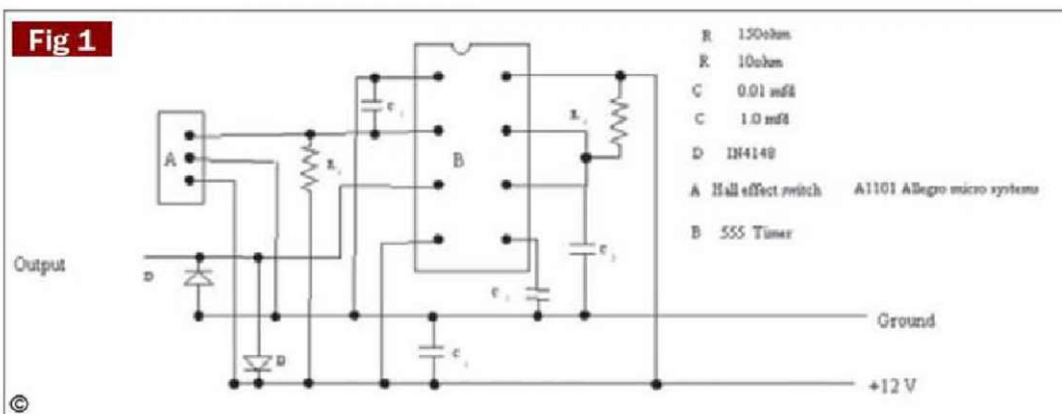 Fig 1
R 150ohm
R 10ohm
C 0.01 mfd
C 1.0 mfd
D IN4148
A Hall effect switch A1101 Allegro micro systems
B 555 Timer
A
B
C
R
R
C
C
C
Output
D
D
Ground
+12 V
©